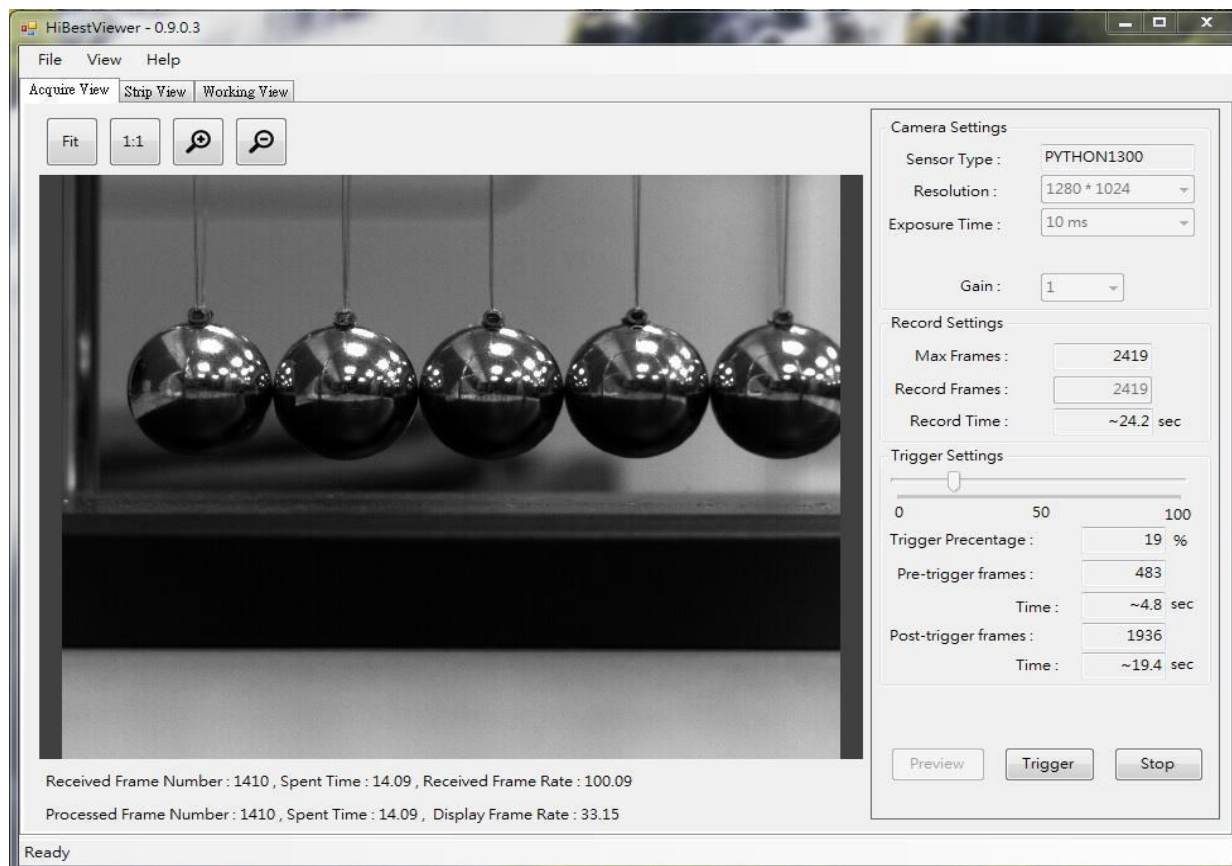 HiBestViewer - 0.9.0.3
File View Help
Acquire View Strip View Working View
Fit 1:1
Camera Settings
Sensor Type : PYTHON1300
Resolution : 1280 * 1024
Exposure Time : 10 ms
Gain : 1
Record Settings
Max Frames : 2419
Record Frames : 2419
Record Time : ~24.2 sec
Trigger Settings
0 50 100
Trigger Precentage : 19 %
Pre-trigger frames : 483
Time : ~4.8 sec
Post-trigger frames : 1936
Time : ~19.4 sec
Preview Trigger Stop
Received Frame Number : 1410 , Spent Time : 14.09 , Received Frame Rate : 100.09
Processed Frame Number : 1410 , Spent Time : 14.09 , Display Frame Rate : 33.15
Ready